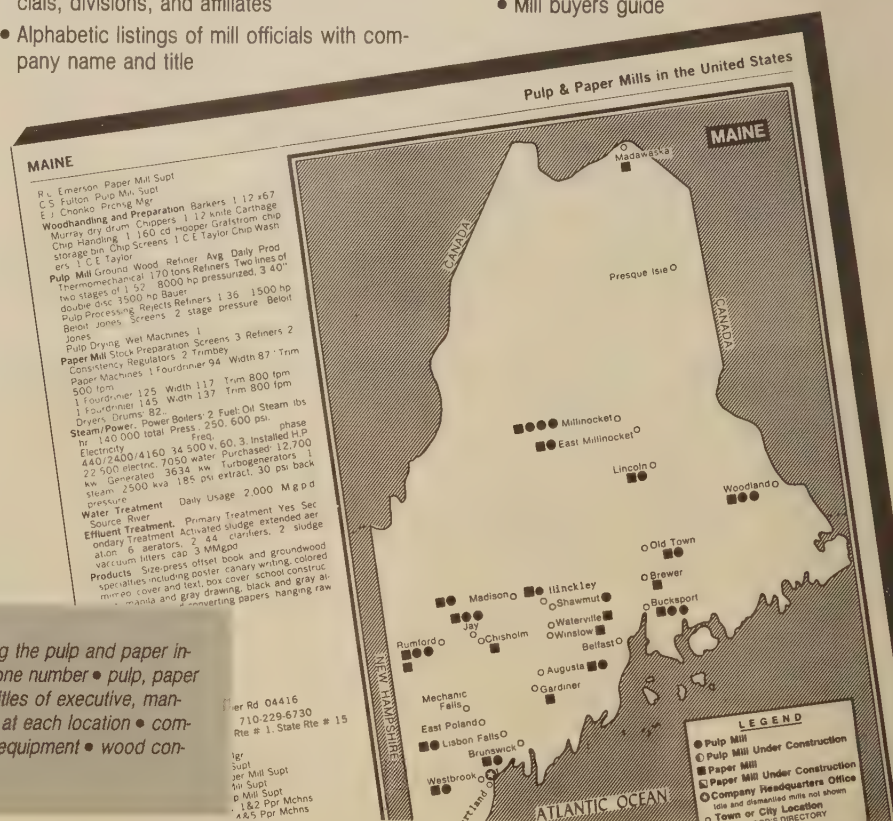 cials, divisions, and affiliates
• Alphabetic listings of mill officials with com-
pany name and title
• Mill buyers guide
Pulp & Paper Mills in the United States
MAINE
R L Emerson Paper Mill Supt
C S Fulton Pulp Mill Supt
E J Chonko Prchsg Mgr
Woodhandling and Preparation Barkers 1 12 x67
Murray dry drum Chippers 1 12 knife Carthage
Chip Handling 1 160 cd Hooper Grafstrom chip
storage bin Chip Screens 1 C E Taylor Chip Wash
ers 1 C E Taylor
Pulp Mill Ground Wood Refiner Avg Daily Prod
Thermomechanical 170 tons Refiners Two lines of
two stages of 1 52 8000 hp pressurized, 3 40"
double disc 3500 hp Bauer
Pulp Processing Rejects Refiners 1 36 1500 hp
Beloit Jones Screens 2 stage pressure Beloit
Jones
Pulp Drying Wet Machines 1
Paper Mill Stock Preparation Screens 3 Refiners 2
Consistency Regulators 2 Trimbey
Paper Machines 1 Fourdrinier 94 Width 87 Trim
500 fpm
1 Fourdrinier 125 Width 117 Trim 800 fpm
1 Fourdrinier 145 Width 137 Trim 800 fpm
Dryers Drums 82..
Steam/Power. Power Boilers 2 Fuel Oil Steam lbs
hr 140 000 total Press. 250, 600 psi.
Electricity Freq. phase
440/2400/4160 34 500 v, 60, 3. Installed H.P
22 500 electric, 7050 water Purchased 12,700
kw Generated 3634 kw Turbogenerators 1
steam 2500 kva 185 psi extract, 30 psi back
pressure
Water Treatment Daily Usage 2,000 M g p d
Source River
Effluent Treatment. Primary Treatment Yes Sec
ondary Treatment Activated sludge extended aer
ation 6 aerators, 2 44 clarifiers, 2 sludge
vaccuum filters cap 3 MMgpd
Products Size-press offset book and groundwood
specialties including poster canary writing, colored
mimeo cover and text, box cover school construc
manila and gray drawing, black and gray al-
converting papers hanging raw
MAINE
Madawaska
CANADA
Presque Isle
CANADA
Millinocket
East Millinocket
Lincoln
Woodland
Old Town
Brewer
Bucksport
Madison
Hinckley
Shawmut
Jay
Waterville
Chisholm
Winslow
Rumford
Belfast
Augusta
Gardiner
Mechanic
Falls
East Poland
Lisbon Falls
Brunswick
Westbrook
NEW HAMPSHIRE
ATLANTIC OCEAN
LEGEND
Pulp Mill
Pulp Mill Under Construction
Paper Mill
Paper Mill Under Construction
Company Headquarters Office
Idle and dismantled mills not shown
Town or City Location
DIRECTORY
g the pulp and paper in-
one number • pulp, paper
itles of executive, man-
at each location • com-
equipment • wood con-
Rd 04416
710-229-6730
Rte # 1. State Rte # 15
Supt
Mill Supt
Supt
Mill Supt
1&2 Ppr Mchns
4&5 Ppr Mchns